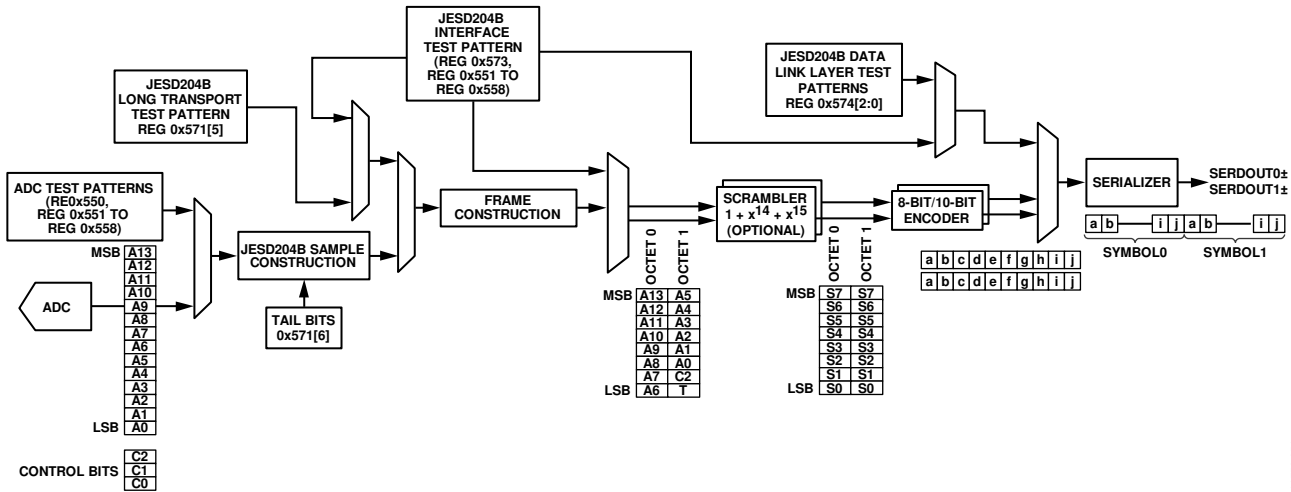 JESD204B
INTERFACE
TEST PATTERN
(REG 0x573,
REG 0x551 TO
REG 0x558)
JESD204B
LONG TRANSPORT
TEST PATTERN
REG 0x571[5]
JESD204B DATA
LINK LAYER TEST
PATTERNS
REG 0x574[2:0]
ADC TEST PATTERNS
(RE0x550,
REG 0x551 TO
REG 0x558)
MSB A13
A12
A11
A10
A9
A8
A7
A6
A5
A4
A3
A2
A1
LSB A0
CONTROL BITS
C2
C1
C0
ADC
JESD204B SAMPLE
CONSTRUCTION
TAIL BITS
0x571[6]
FRAME
CONSTRUCTION
OCTET 0
OCTET 1
MSB A13 A5
A12 A4
A11 A3
A10 A2
A9 A1
A8 A0
A7 C2
LSB A6 T
SCRAMBLER
1 + x14 + x15
(OPTIONAL)
OCTET 0
OCTET 1
MSB S7 S7
S6 S6
S5 S5
S4 S4
S3 S3
S2 S2
S1 S1
LSB S0 S0
8-BIT/10-BIT
ENCODER
a b c d e f g h i j
a b c d e f g h i j
SERIALIZER
SERDOUT0±
SERDOUT1±
a b i j a b i j
SYMBOL0 SYMBOL1